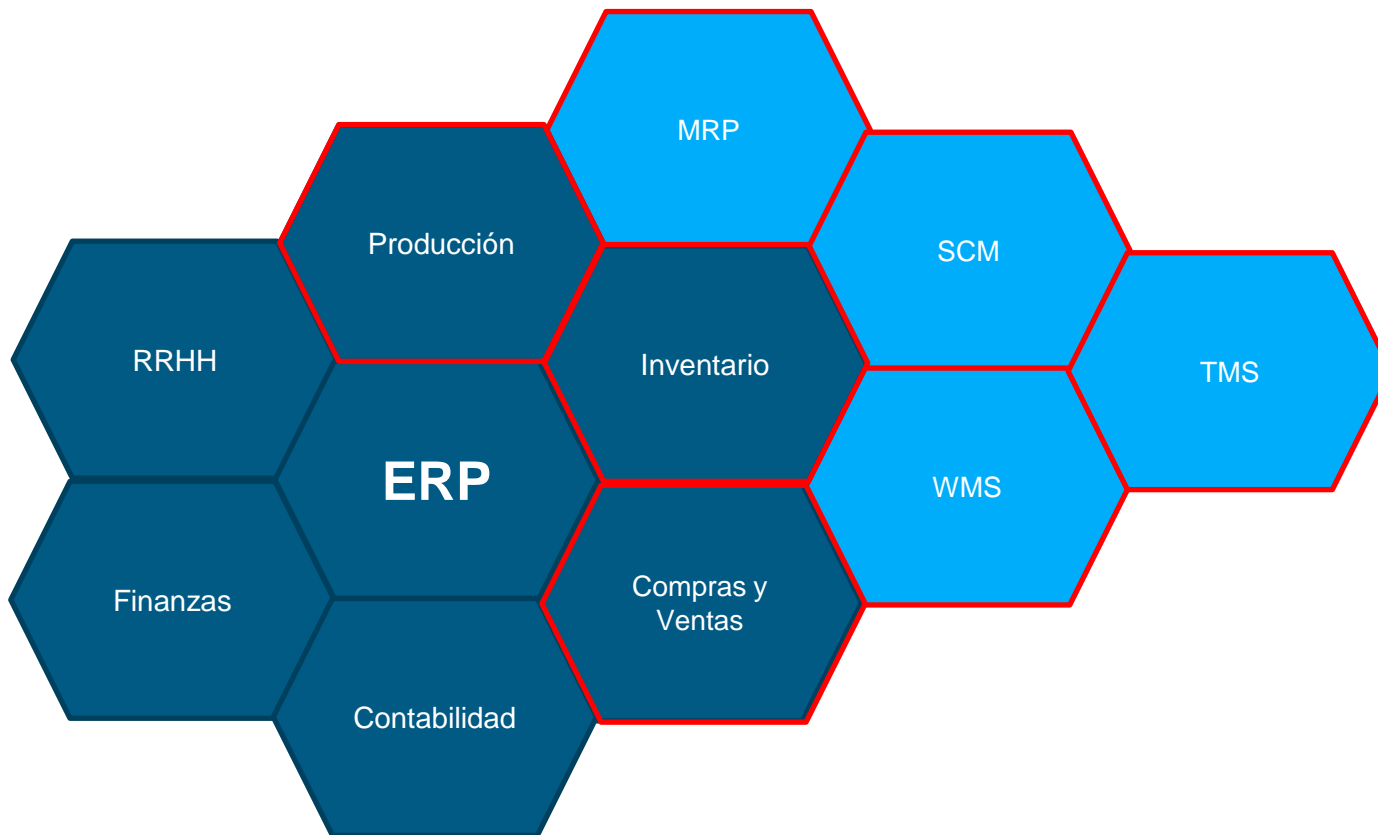 MRP
Producción
SCM
RRHH
Inventario
TMS
ERP
WMS
Finanzas
Compras y
Ventas
Contabilidad